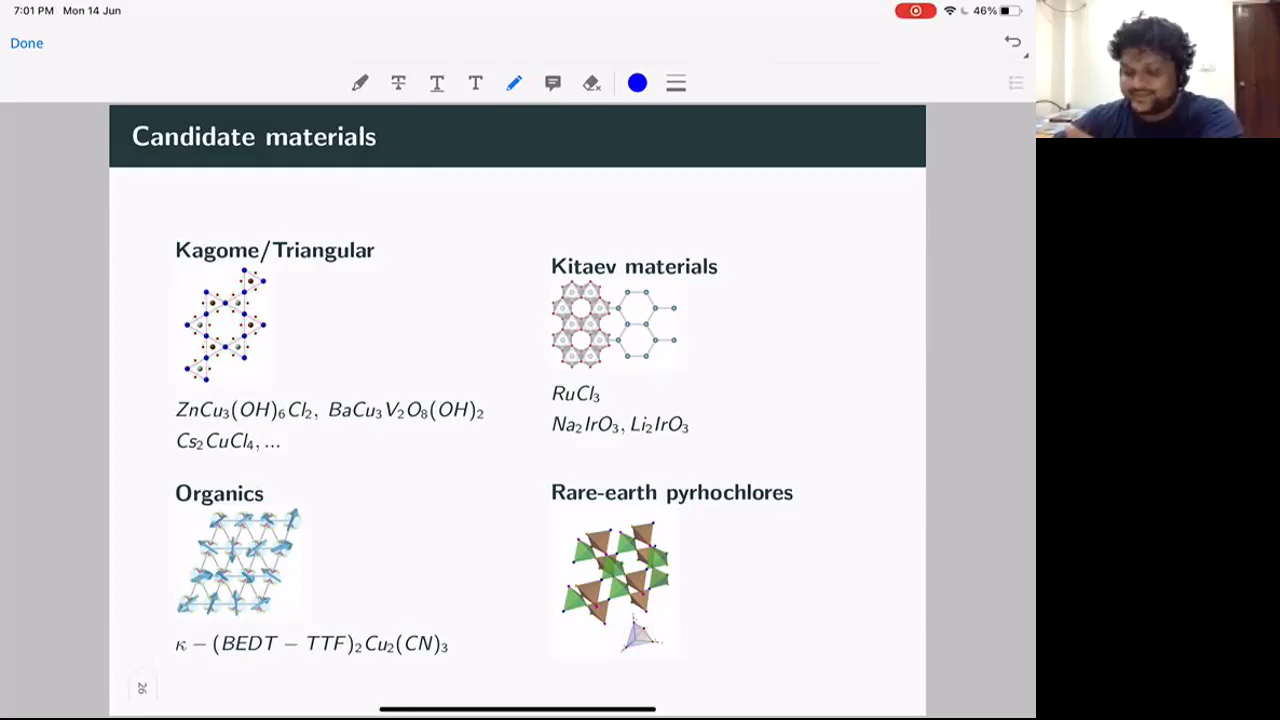 7:01 PM Mon 14 Jun
46%
Done
Candidate materials
Kagome/Triangular
ZnCu₃(OH)₆Cl₂, BaCu₃V₂O₈(OH)₂
Cs₂CuCl₄, ...
Kitaev materials
RuCl₃
Na₂IrO₃, Li₂IrO₃
Organics
κ − (BEDT − TTF)₂Cu₂(CN)₃
Rare-earth pyrhochlores
26